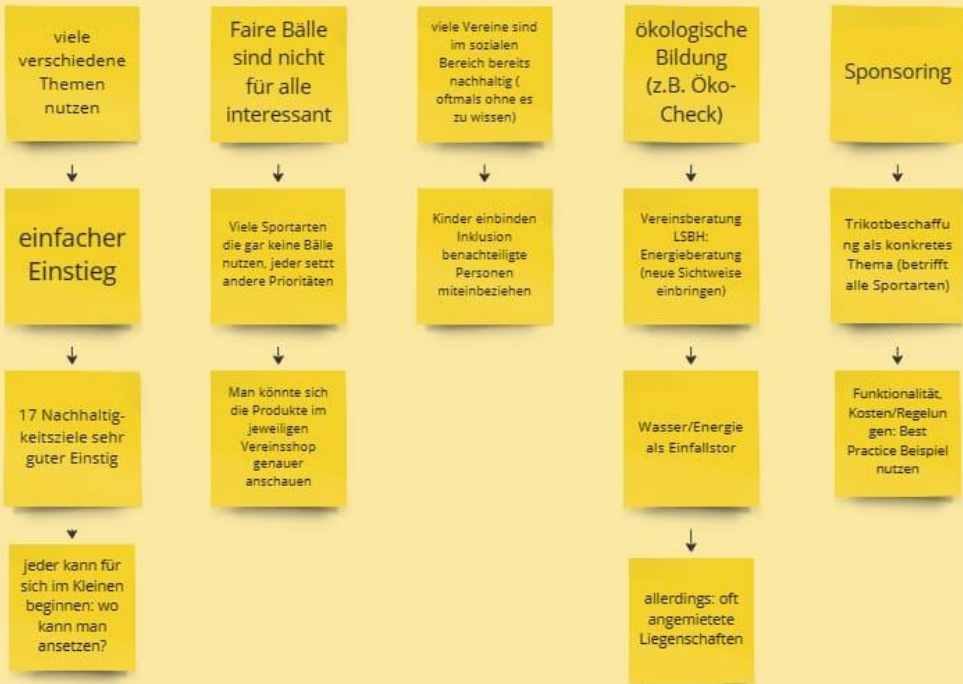 viele
verschiedene
Themen
nutzen
einfacher
Einstieg
17 Nachhaltig-
keitsziele sehr
guter Einstig
jeder kann für
sich im Kleinen
beginnen: wo
kann man
ansetzen?
Faire Bälle
sind nicht
für alle
interessant
Viele Sportarten
die gar keine Bälle
nutzen, jeder setzt
andere Prioritäten
Man könnte sich
die Produkte im
jeweiligen
Vereinsshop
genauer
anschauen
viele Vereine sind
im sozialen
Bereich bereits
nachhaltig (
oftmals ohne es
zu wissen)
Kinder einbinden
Inklusion
benachteiligte
Personen
miteinbeziehen
ökologische
Bildung
(z.B. Öko-
Check)
Vereinsberatung
LSBH:
Energieberatung
(neue Sichtweise
einbringen)
Wasser/Energie
als Einfallstor
allerdings: oft
angemietete
Liegenschaften
Sponsoring
Trikotbeschaffu
ng als konkretes
Thema (betrifft
alle Sportarten)
Funktionalität,
Kosten/Regelun
gen: Best
Practice Beispiel
nutzen